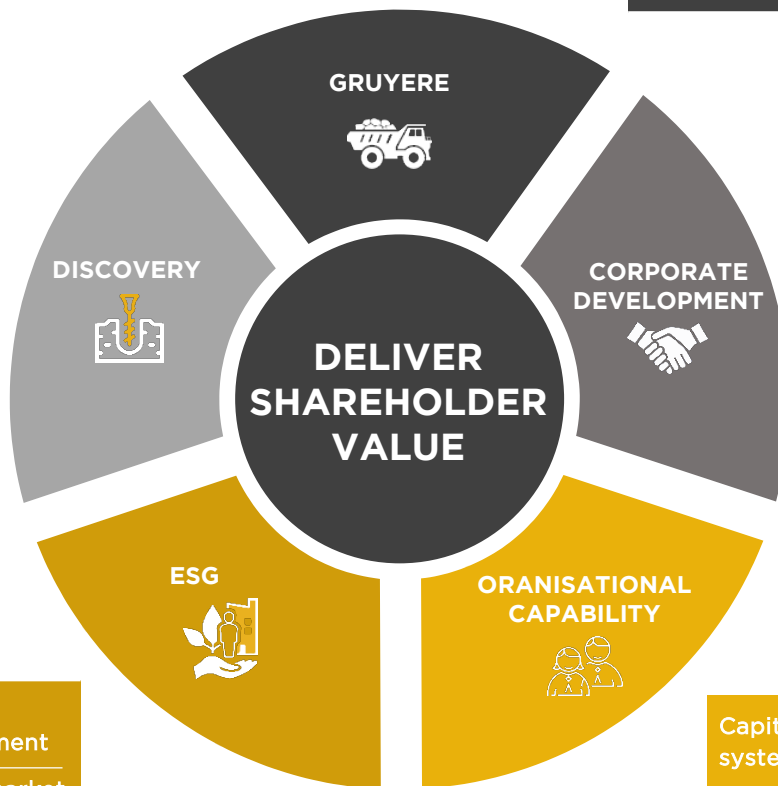 GRUYERE
DISCOVERY
CORPORATE
DEVELOPMENT
DELIVER
SHAREHOLDER
VALUE
ESG
ORANISATIONAL
CAPABILITY